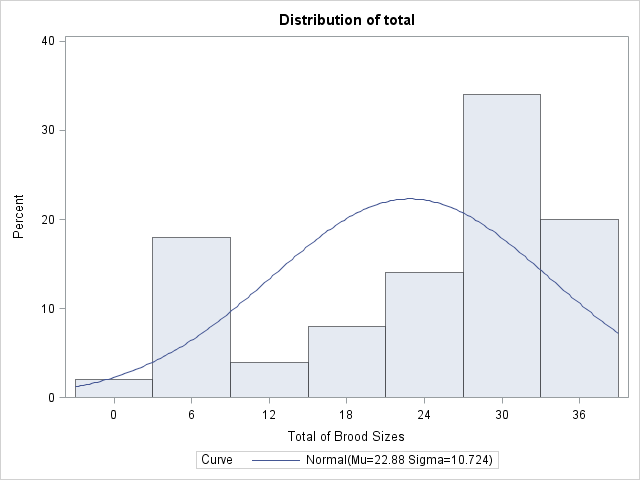 Distribution of total
40
30
20
10
0
Percent
0 6 12 18 24 30 36
Total of Brood Sizes
Curve Normal(Mu=22.88 Sigma=10.724)